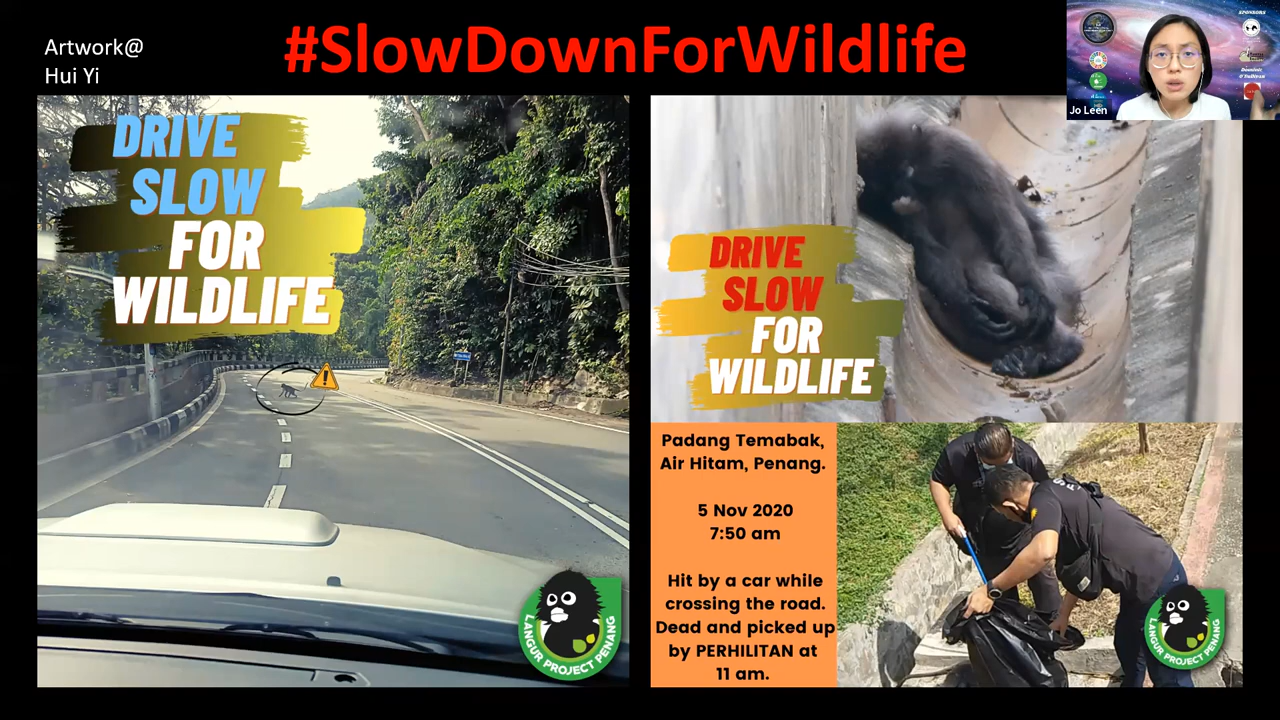 Artwork@
Hui Yi
#SlowDownForWildlife
SPONSORS
Jo Leen
DRIVE
SLOW
FOR
WILDLIFE
LANGUR PROJECT PENANG
DRIVE
SLOW
FOR
WILDLIFE
Padang Temabak,
Air Hitam, Penang.
5 Nov 2020
7:50 am
Hit by a car while
crossing the road.
Dead and picked up
by PERHILITAN at
11 am.
LANGUR PROJECT PENANG